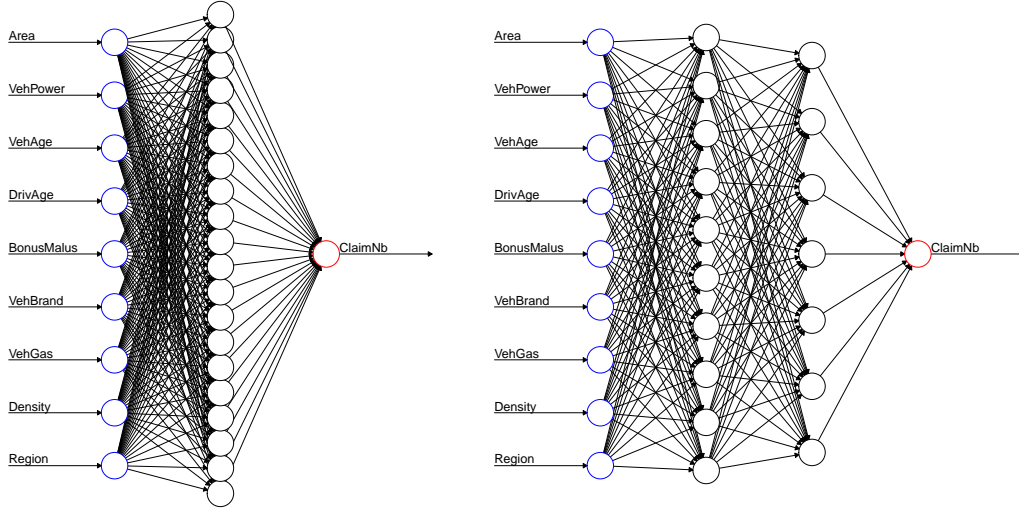 Area
VehPower
VehAge
DrivAge
BonusMalus
VehBrand
VehGas
Density
Region
ClaimNb
Area
VehPower
VehAge
DrivAge
BonusMalus
VehBrand
VehGas
Density
Region
ClaimNb